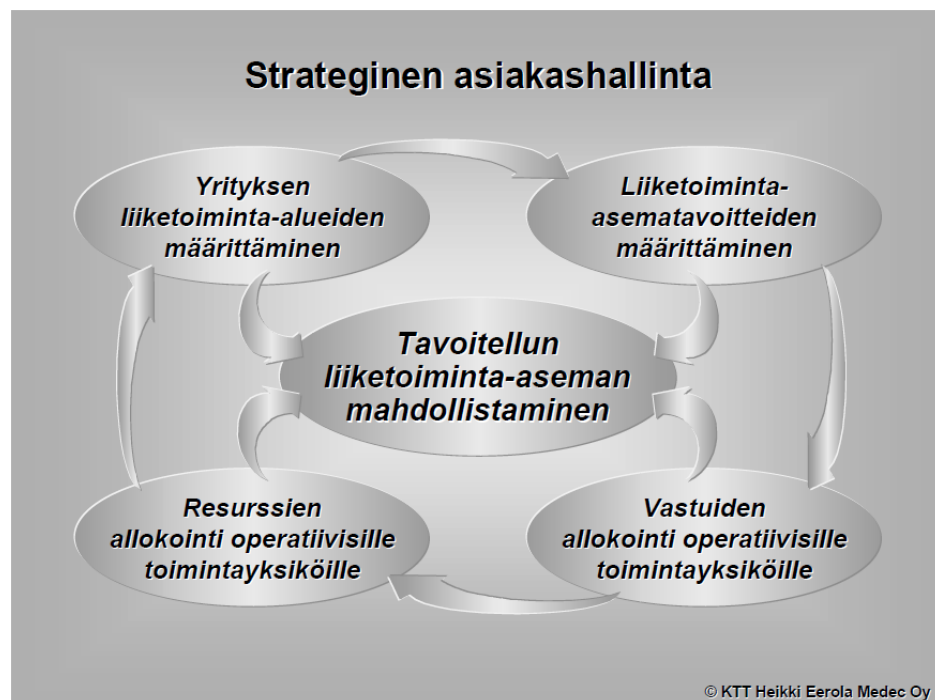 Strateginen asiakashallinta
Yrityksen
liiketoiminta-alueiden
määrittäminen
Liiketoiminta-
asematavoitteiden
määrittäminen
Tavoitellun
liiketoiminta-aseman
mahdollistaminen
Resurssien
allokointi operatiivisille
toimintayksiköille
Vastuiden
allokointi operatiivisille
toimintayksiköille
© KTT Heikki Eerola Medec Oy